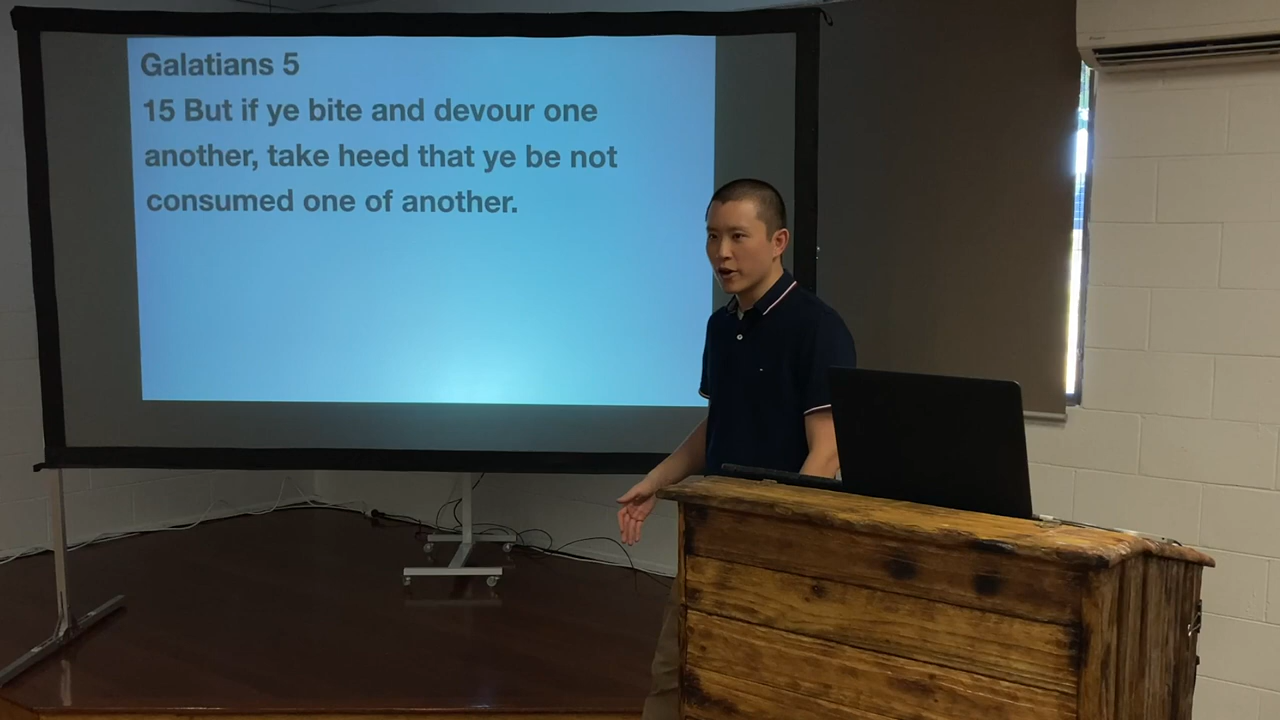 Galatians 5
15 But if ye bite and devour one
another, take heed that ye be not
consumed one of another.